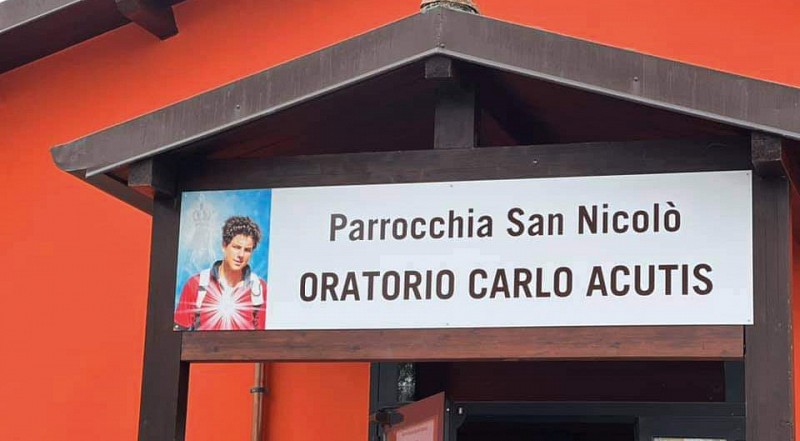 Parrocchia San Nicolò
ORATORIO CARLO ACUTIS